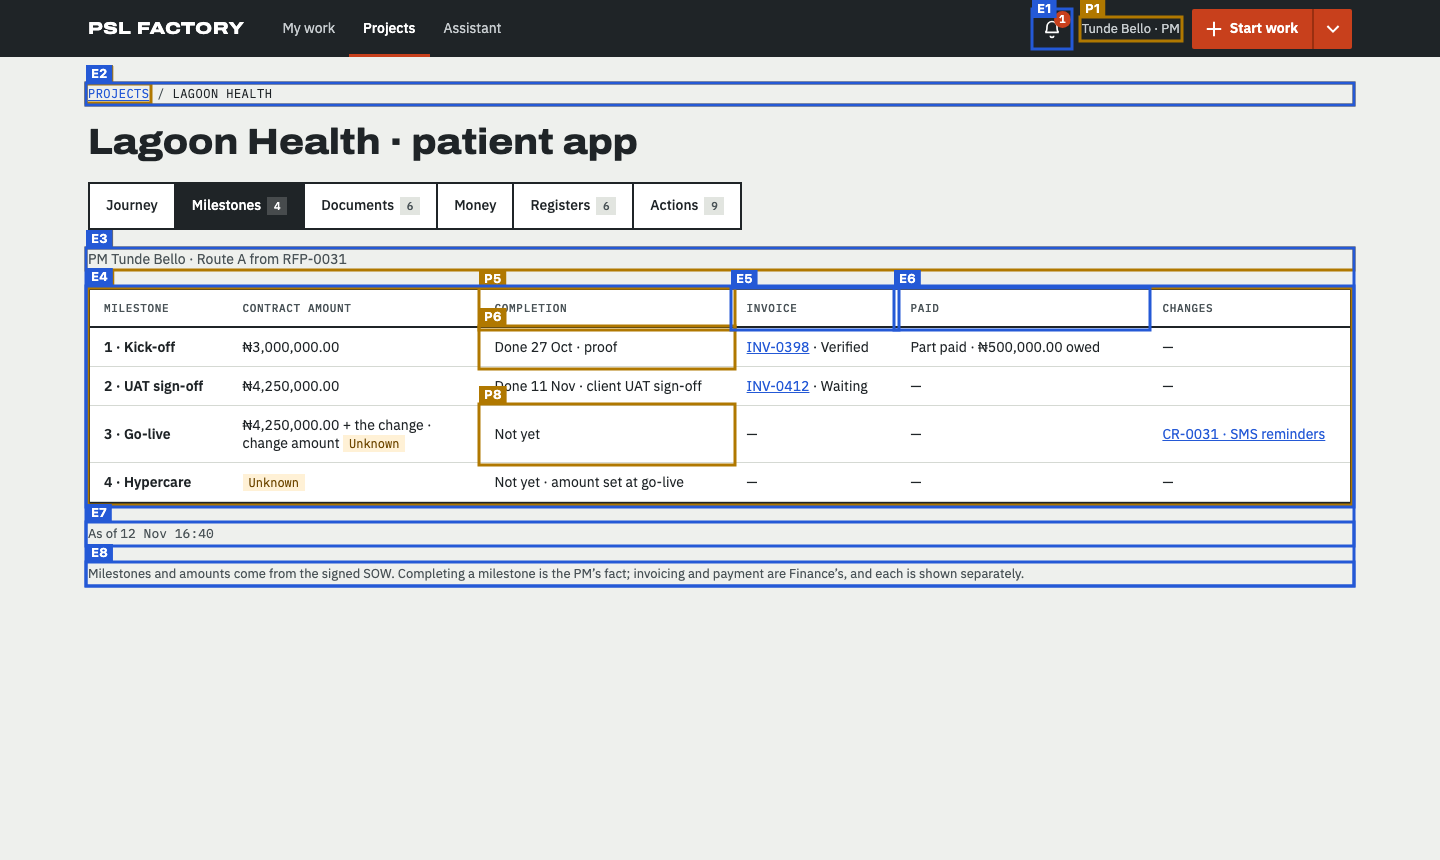 PSL FACTORY
My work
Projects
Assistant
E1
1
P1
Tunde Bello · PM
Start work
E2
PROJECTS / LAGOON HEALTH
Lagoon Health · patient app
Journey
Milestones 4
Documents 6
Money
Registers 6
Actions 9
E3
PM Tunde Bello · Route A from RFP-0031
E4
P5
E5
E6
MILESTONE CONTRACT AMOUNT COMPLETION INVOICE PAID CHANGES
P6
1 · Kick-off ₦3,000,000.00 Done 27 Oct · proof INV-0398 · Verified Part paid · ₦500,000.00 owed —
2 · UAT sign-off ₦4,250,000.00 Done 11 Nov · client UAT sign-off INV-0412 · Waiting — —
P8
3 · Go-live ₦4,250,000.00 + the change · change amount Unknown Not yet — — CR-0031 · SMS reminders
4 · Hypercare Unknown Not yet · amount set at go-live — — —
E7
As of 12 Nov 16:40
E8
Milestones and amounts come from the signed SOW. Completing a milestone is the PM's fact; invoicing and payment are Finance's, and each is shown separately.